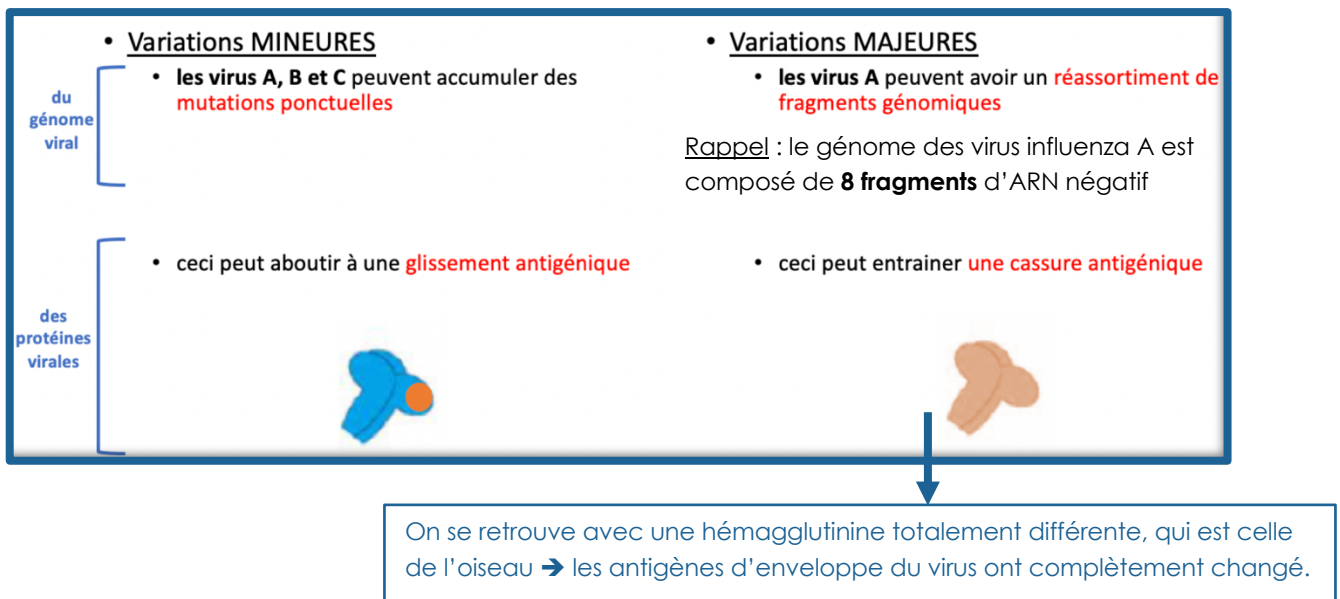 • Variations MINEURES
• les virus A, B et C peuvent accumuler des
mutations ponctuelles
du
génome
viral
• ceci peut aboutir à une glissement antigénique
des
protéines
virales
• Variations MAJEURES
• les virus A peuvent avoir un réassortiment de
fragments génomiques
Rappel : le génome des virus influenza A est
composé de 8 fragments d’ARN négatif
• ceci peut entrainer une cassure antigénique
On se retrouve avec une hémagglutinine totalement différente, qui est celle
de l’oiseau ➔ les antigènes d’enveloppe du virus ont complètement changé.